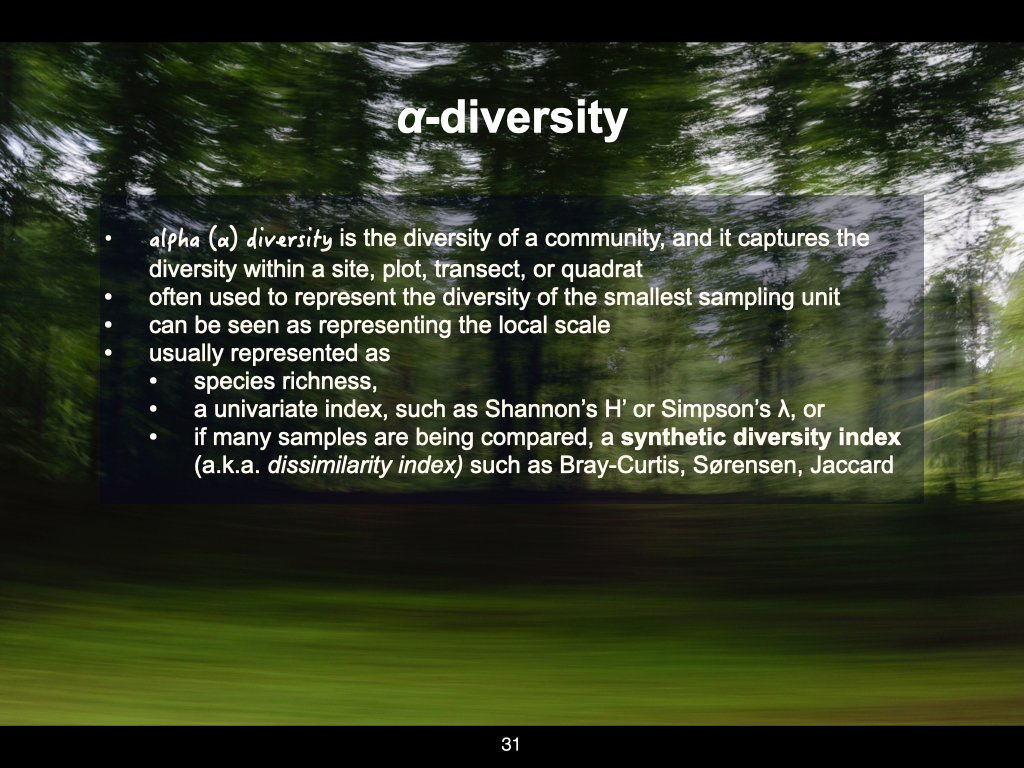 α-diversity
• alpha (α) diversity is the diversity of a community, and it captures the
diversity within a site, plot, transect, or quadrat
• often used to represent the diversity of the smallest sampling unit
• can be seen as representing the local scale
• usually represented as
• species richness,
• a univariate index, such as Shannon’s H’ or Simpson’s λ, or
• if many samples are being compared, a synthetic diversity index
(a.k.a. dissimilarity index) such as Bray-Curtis, Sørensen, Jaccard
31